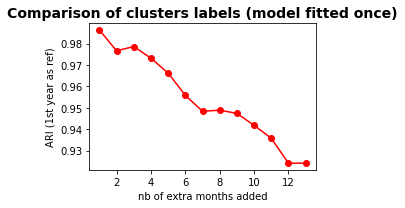 Comparison of clusters labels (model fitted once)
0.98
0.97
0.96
0.95
0.94
0.93
ARI (1st year as ref)
2 4 6 8 10 12
nb of extra months added